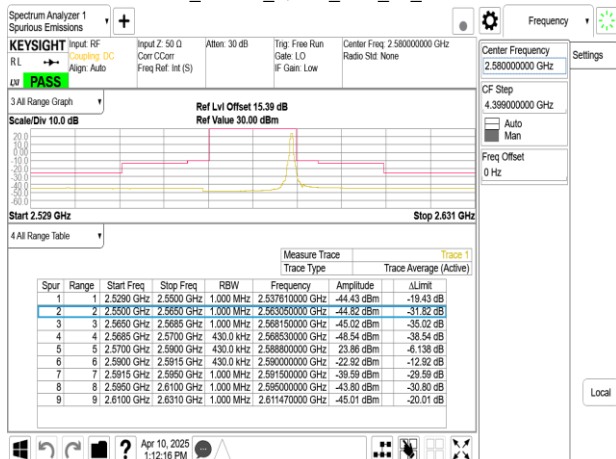 Spectrum Analyzer 1
Spurious Emissions
+
Frequency
KEYSIGHT
RL
LXI
PASS
Input: RF
Coupling: DC
Align: Auto
Input Z: 50 Ω
Corr CCorr
Freq Ref: Int (S)
Atten: 30 dB
Trig: Free Run
Gate: LO
IF Gain: Low
Center Freq: 2.580000000 GHz
Radio Std: None
Center Frequency
2.580000000 GHz
Settings
CF Step
4.399000000 GHz
Auto
Man
Freq Offset
0 Hz
3 All Range Graph
Scale/Div 10.0 dB
Ref Lvl Offset 15.39 dB
Ref Value 30.00 dBm
20.0
10.0
0.00
-10.0
-20.0
-30.0
-40.0
-50.0
-60.0
Start 2.529 GHz
Stop 2.631 GHz
4 All Range Table
Measure Trace Trace 1
Trace Type Trace Average (Active)
Spur Range Start Freq Stop Freq RBW Frequency Amplitude ΔLimit
1 1 2.5290 GHz 2.5500 GHz 1.000 MHz 2.537610000 GHz -44.43 dBm -19.43 dB
2 2 2.5500 GHz 2.5650 GHz 1.000 MHz 2.563050000 GHz -44.82 dBm -31.82 dB
3 3 2.5650 GHz 2.5685 GHz 1.000 MHz 2.568150000 GHz -45.02 dBm -35.02 dB
4 4 2.5685 GHz 2.5700 GHz 430.0 kHz 2.568530000 GHz -48.54 dBm -38.54 dB
5 5 2.5700 GHz 2.5900 GHz 430.0 kHz 2.588800000 GHz 23.86 dBm -6.138 dB
6 6 2.5900 GHz 2.5915 GHz 430.0 kHz 2.590000000 GHz -22.92 dBm -12.92 dB
7 7 2.5915 GHz 2.5950 GHz 1.000 MHz 2.591500000 GHz -39.59 dBm -29.59 dB
8 8 2.5950 GHz 2.6100 GHz 1.000 MHz 2.595000000 GHz -43.80 dBm -30.80 dB
9 9 2.6100 GHz 2.6310 GHz 1.000 MHz 2.611470000 GHz -45.01 dBm -20.01 dB
Local
?
Apr 10, 2025
1:12:16 PM